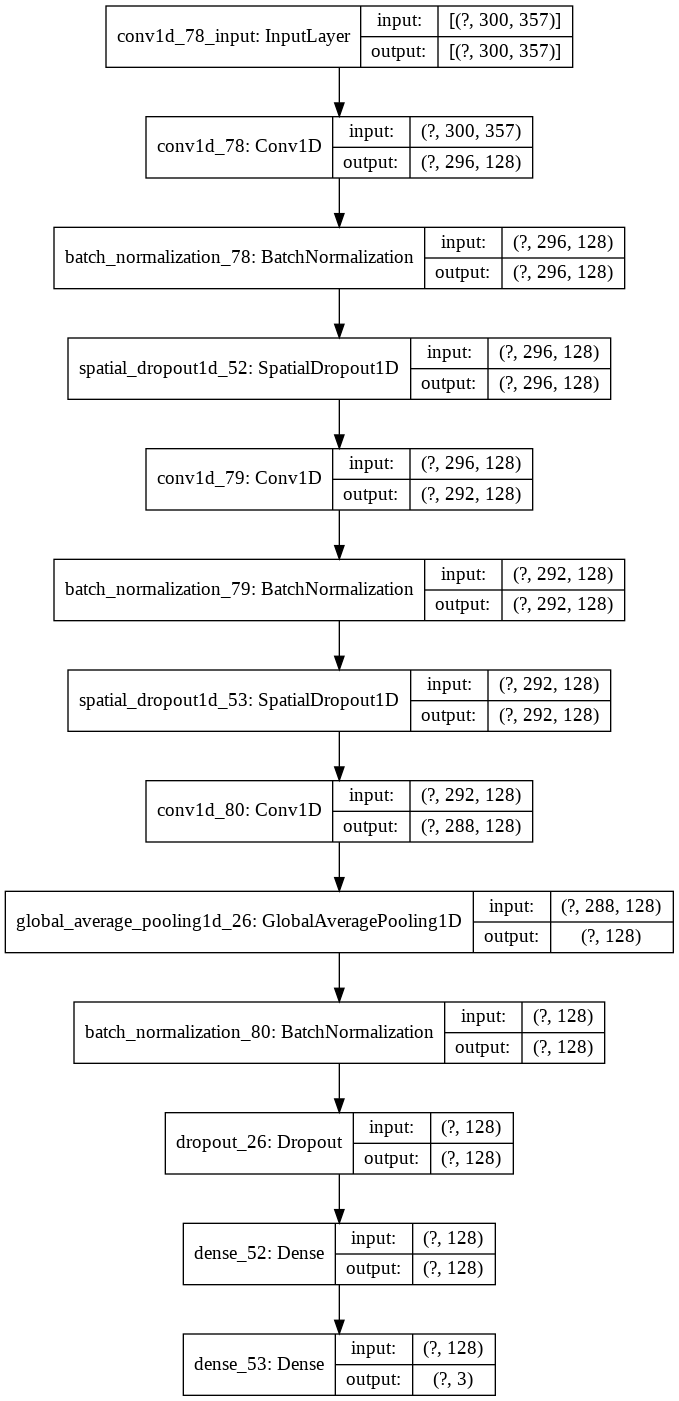 conv1d_78_input: InputLayer
input: [(?, 300, 357)]
output: [(?, 300, 357)]
conv1d_78: Conv1D
input: (?, 300, 357)
output: (?, 296, 128)
batch_normalization_78: BatchNormalization
input: (?, 296, 128)
output: (?, 296, 128)
spatial_dropout1d_52: SpatialDropout1D
input: (?, 296, 128)
output: (?, 296, 128)
conv1d_79: Conv1D
input: (?, 296, 128)
output: (?, 292, 128)
batch_normalization_79: BatchNormalization
input: (?, 292, 128)
output: (?, 292, 128)
spatial_dropout1d_53: SpatialDropout1D
input: (?, 292, 128)
output: (?, 292, 128)
conv1d_80: Conv1D
input: (?, 292, 128)
output: (?, 288, 128)
global_average_pooling1d_26: GlobalAveragePooling1D
input: (?, 288, 128)
output: (?, 128)
batch_normalization_80: BatchNormalization
input: (?, 128)
output: (?, 128)
dropout_26: Dropout
input: (?, 128)
output: (?, 128)
dense_52: Dense
input: (?, 128)
output: (?, 128)
dense_53: Dense
input: (?, 128)
output: (?, 3)